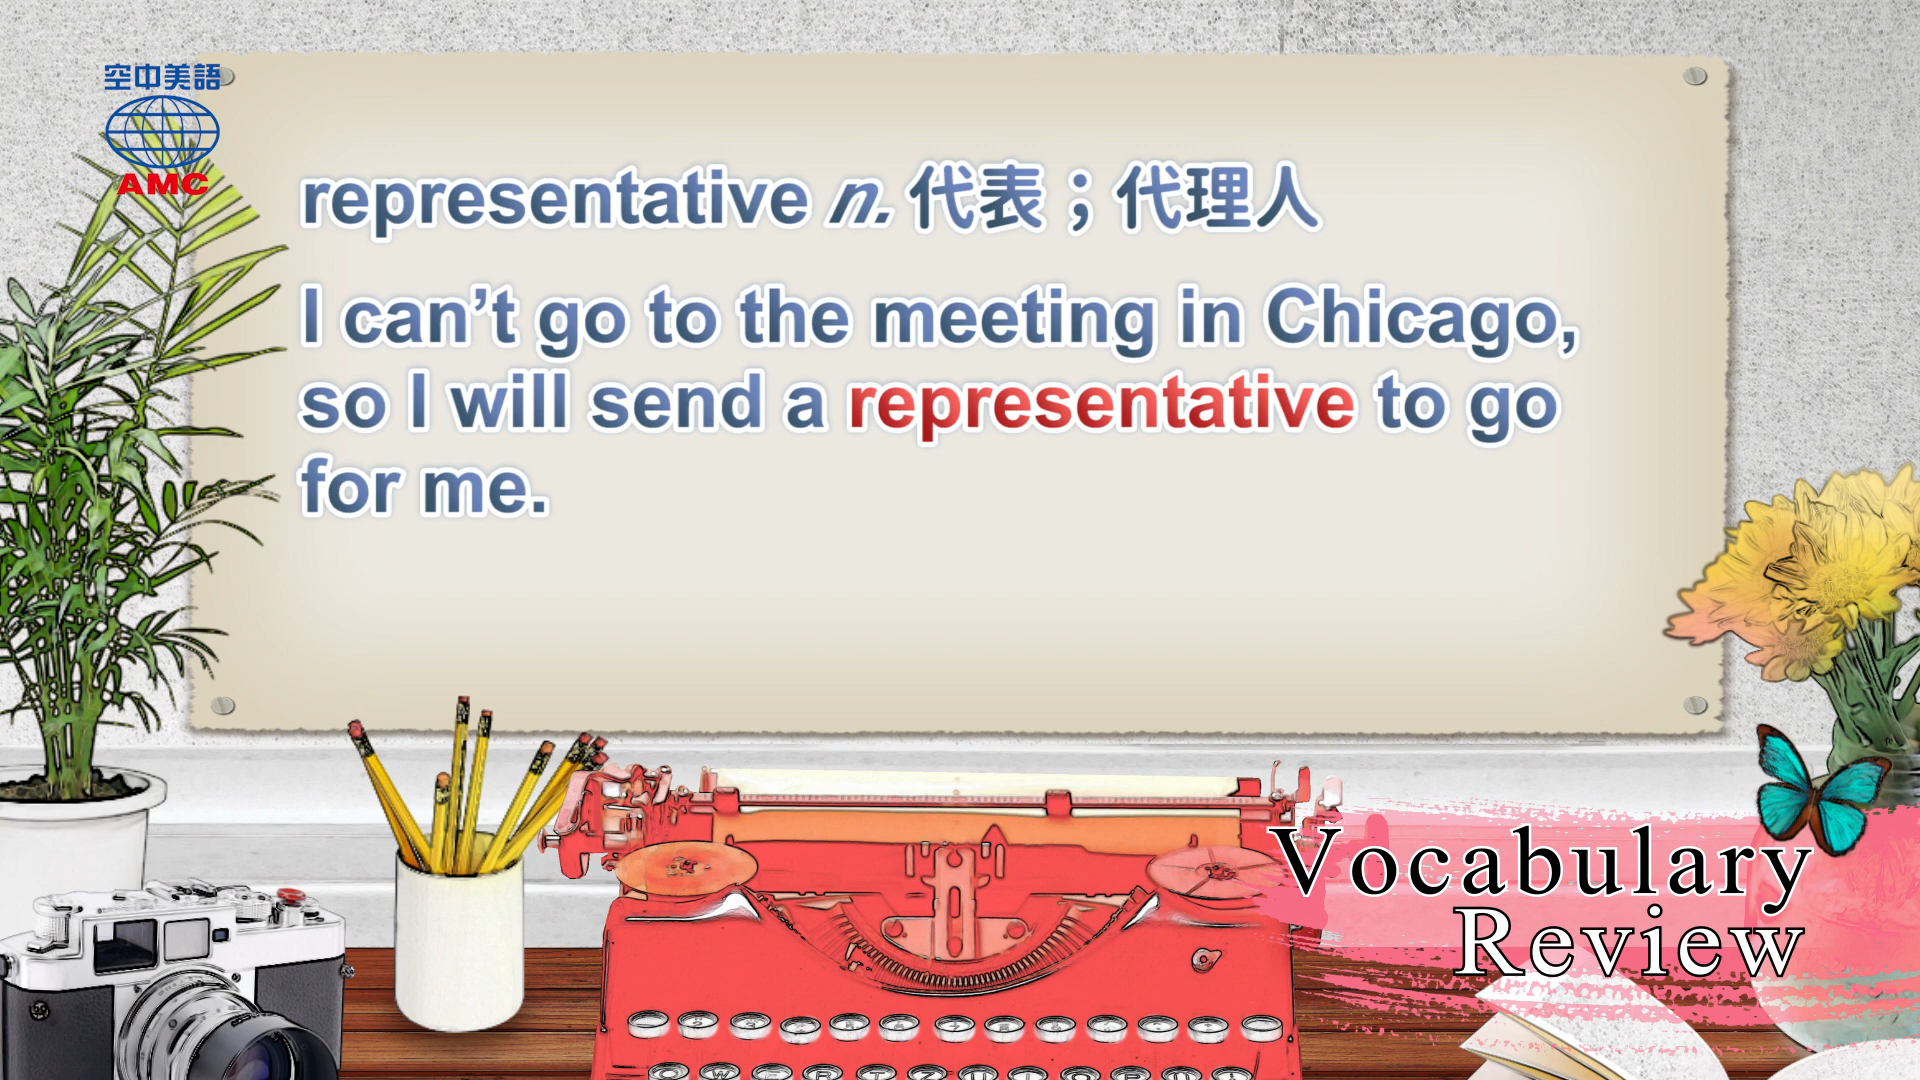 空中美語
AMC
representative n. 代表；代理人
I can’t go to the meeting in Chicago,
so I will send a representative to go
for me.
Vocabulary
Review